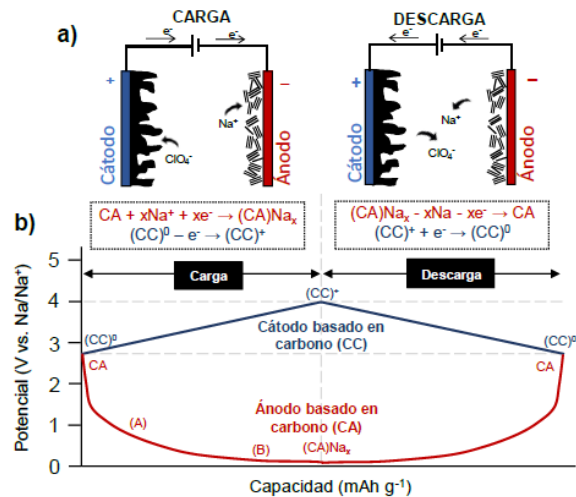 CARGA
DESCARGA
a)
e-
e-
e-
e-
+
–
+
–
Cátodo
Ánodo
Cátodo
Ánodo
Na⁺
ClO₄⁻
Na⁺
ClO₄⁻
b)
CA + xNa⁺ + xe⁻ → (CA)Naₓ
(CC)⁰ – e⁻ → (CC)⁺
(CA)Naₓ - xNa - xe⁻ → CA
(CC)⁺ + e⁻ → (CC)⁰
Potencial (V vs. Na/Na⁺)
5
4
3
2
1
0
Carga
Descarga
(CC)⁺
(CC)⁰
(CC)⁰
Cátodo basado en
carbono (CC)
CA
CA
Ánodo basado en
carbono (CA)
(A)
(B)
(CA)Naₓ
Capacidad (mAh g⁻¹)